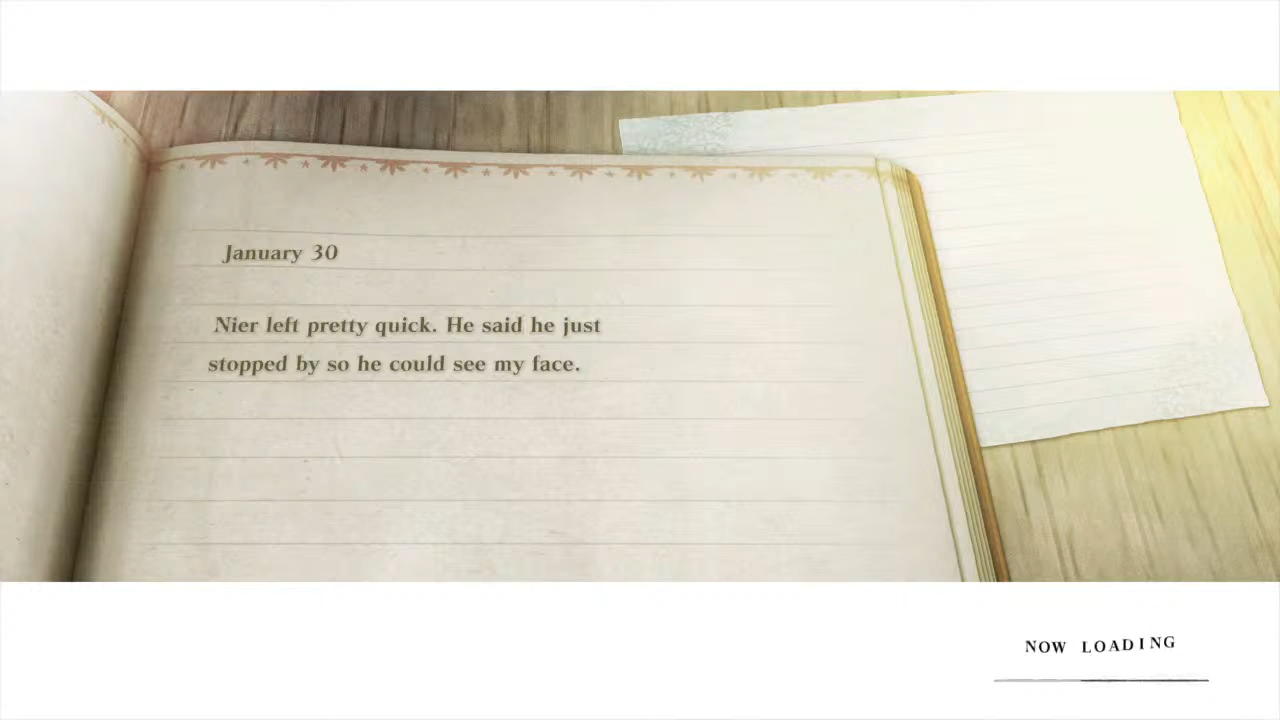 January 30
Nier left pretty quick. He said he just
stopped by so he could see my face.
NOW LOADING